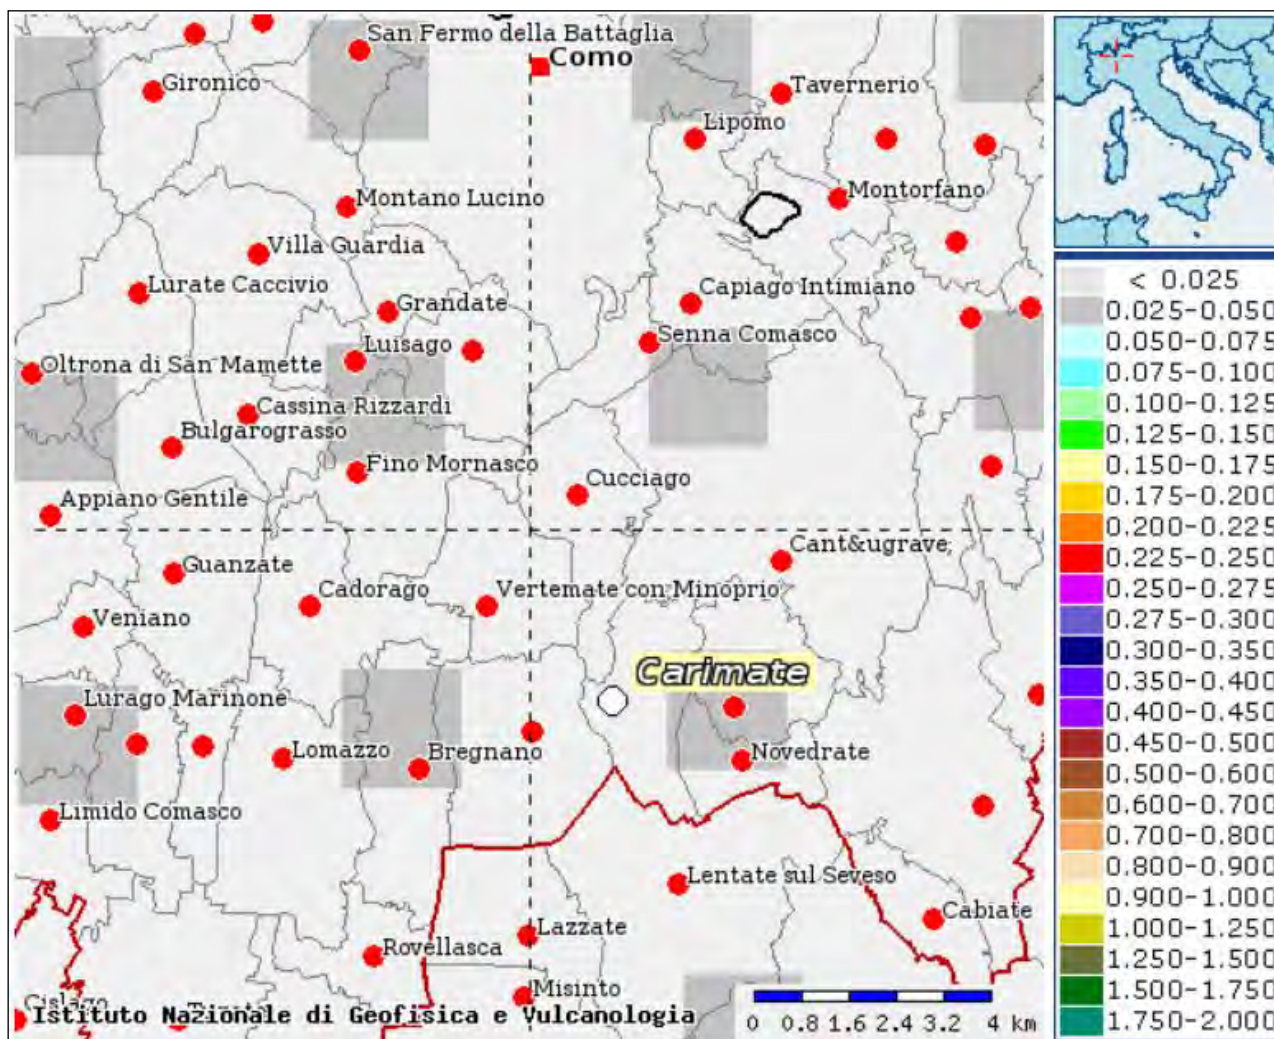 San Fermo della Battaglia
Como
Gironico
Tavernerio
Lipomo
Montano Lucino
Montorfano
Villa Guardia
Lurate Caccivio
Grandate
Capiago Intimiano
Luisago
Senna Comasco
Oltrona di San Mamette
Cassina Rizzardi
Bulgarograsso
Fino Mornasco
Cucciago
Appiano Gentile
Cant&ugrave;
Guanzate
Cadorago
Vertemate con Minoprio
Veniano
Carimate
Lurago Marinone
Lomazzo
Bregnano
Novedrate
Limido Comasco
Lentate sul Seveso
Cabiate
Lazzate
Rovellasca
Misinto
Cislago
Istituto Nazionale di Geofisica e Vulcanologia
0 0.8 1.6 2.4 3.2 4 km
< 0.025
0.025-0.050
0.050-0.075
0.075-0.100
0.100-0.125
0.125-0.150
0.150-0.175
0.175-0.200
0.200-0.225
0.225-0.250
0.250-0.275
0.275-0.300
0.300-0.350
0.350-0.400
0.400-0.450
0.450-0.500
0.500-0.600
0.600-0.700
0.700-0.800
0.800-0.900
0.900-1.000
1.000-1.250
1.250-1.500
1.500-1.750
1.750-2.000